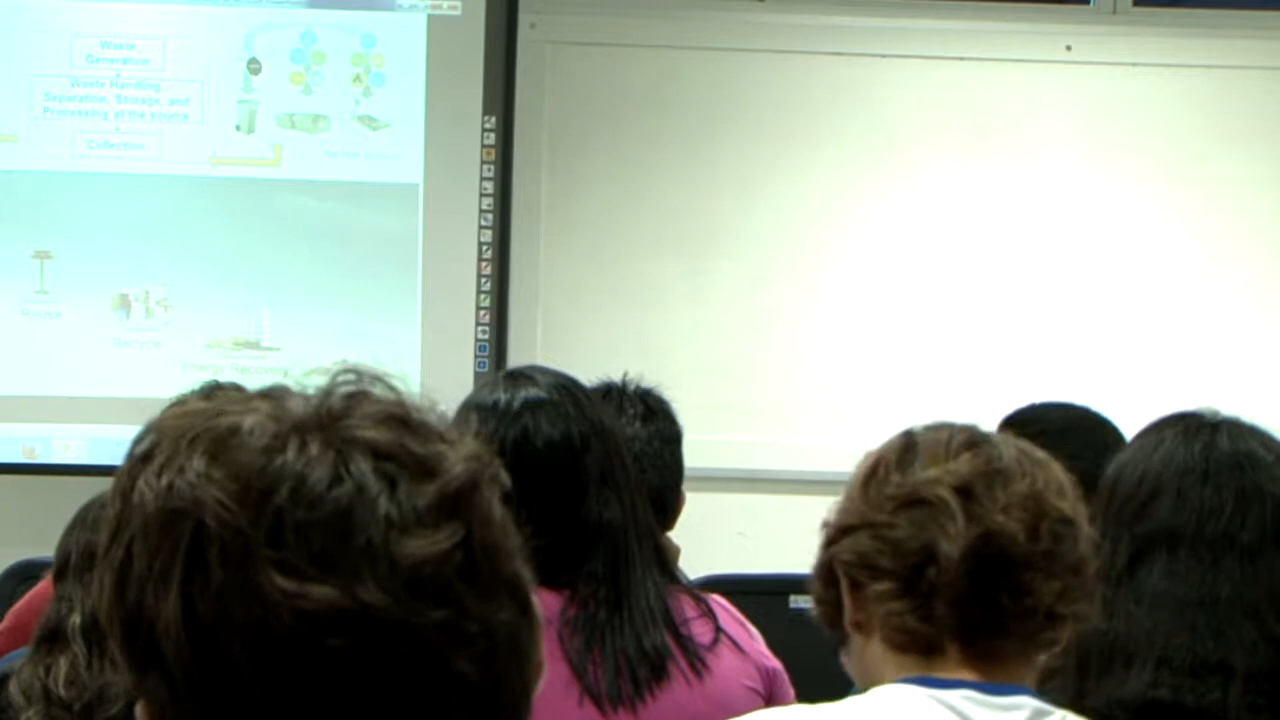 Waste
Generation
Waste Handling,
Separation, Storage, and
Processing at the source
Collection
Reuse
Recycle
Energy Recovery